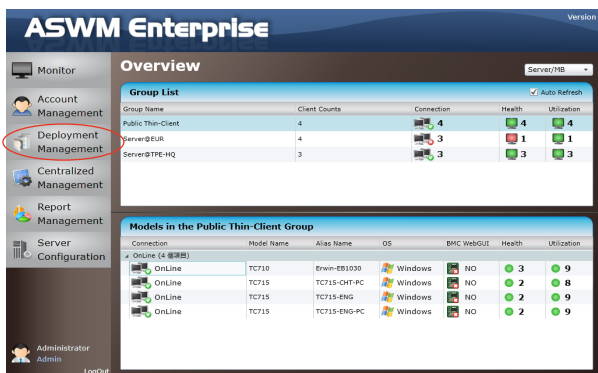 ASWM Enterprise
Version
Monitor
Account
Management
Deployment
Management
Centralized
Management
Report
Management
Server
Configuration
Administrator
Admin
LogOut
Overview
Server/MB
Group List
Auto Refresh
Group Name Client Counts Connection Health Utilization
Public Thin-Client 4 4 4 4
Server@EUR 4 3 1 1
Server@TPE-HQ 3 3 3 3
Models in the Public Thin-Client Group
Connection Model Name Alias Name OS BMC WebGUI Health Utilization
OnLine (4 個項目)
OnLine TC710 Erwin-EB1030 Windows NO 3 9
OnLine TC715 TC715-CHT-PC Windows NO 2 8
OnLine TC715 TC715-ENG Windows NO 2 9
OnLine TC715 TC715-ENG-PC Windows NO 2 9